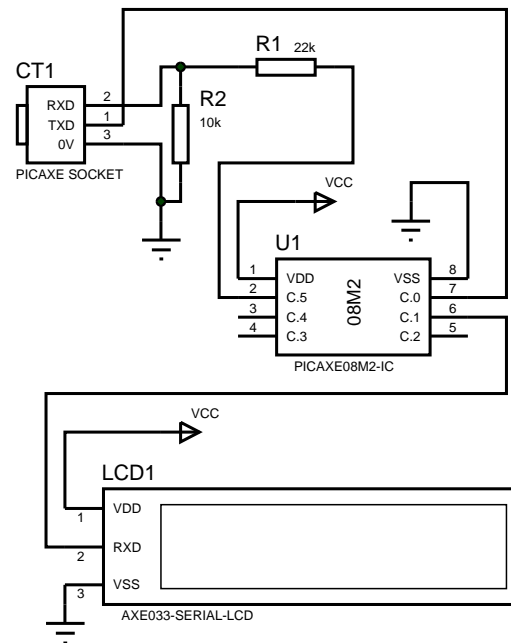 R1
22k
CT1
RXD
2
TXD
1
0V
3
PICAXE SOCKET
R2
10k
VCC
U1
1
VDD
2
C.5
3
C.4
4
C.3
08M2
VSS
8
C.0
7
C.1
6
C.2
5
PICAXE08M2-IC
VCC
LCD1
1
VDD
2
RXD
3
VSS
AXE033-SERIAL-LCD